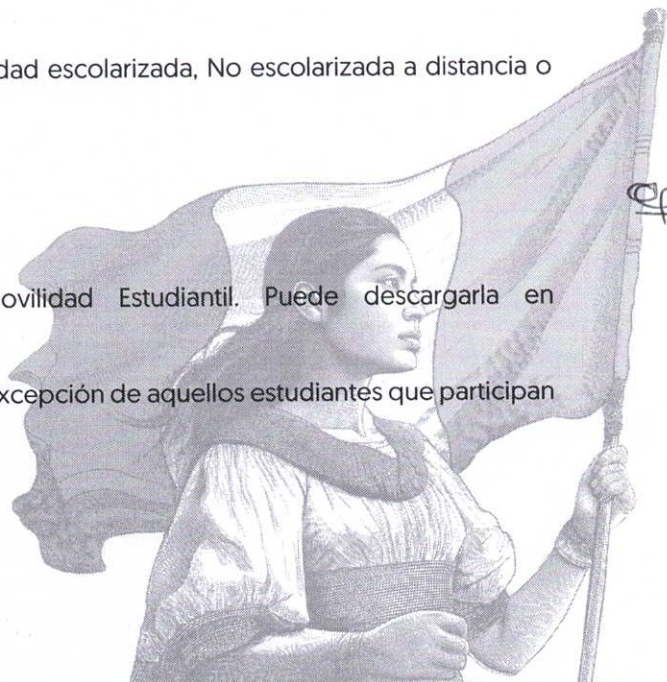 dad escolarizada, No escolarizada a distancia o
ovilidad Estudiantil. Puede descargarla en
xcepción de aquellos estudiantes que participan